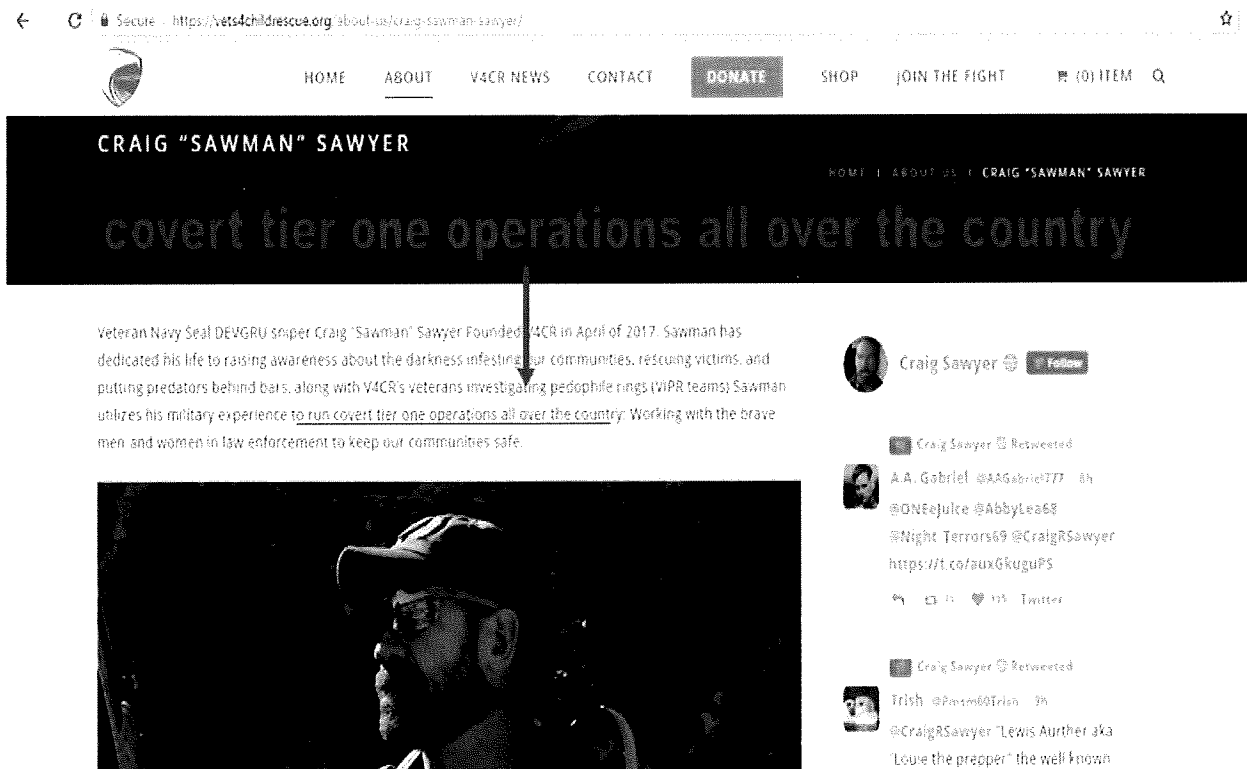 Secure https://vets4childrescue.org/about-us/craig-sawman-sawyer/
HOME ABOUT V4CR NEWS CONTACT DONATE SHOP JOIN THE FIGHT (0) ITEM
CRAIG "SAWMAN" SAWYER
HOME | ABOUT US | CRAIG "SAWMAN" SAWYER
covert tier one operations all over the country
Veteran Navy Seal DEVGRU sniper Craig "Sawman" Sawyer Founded V4CR in April of 2017. Sawman has
dedicated his life to raising awareness about the darkness infesting our communities, rescuing victims, and
putting predators behind bars, along with V4CR's veterans investigating pedophile rings (VIPR teams) Sawman
utilizes his military experience to run covert tier one operations all over the country. Working with the brave
men and women in law enforcement to keep our communities safe.
Craig Sawyer Follow
Craig Sawyer Retweeted
A.A. Gabriel @AAGabriel777 8h
@ONEeJuice @AbbyLea68
@Night_Terrors69 @CraigRSawyer
https://t.co/auxGkuguPS
Twitter
Craig Sawyer Retweeted
Trish 9h
@CraigRSawyer "Lewis Aurther aka
"Louie the prepper" the well known